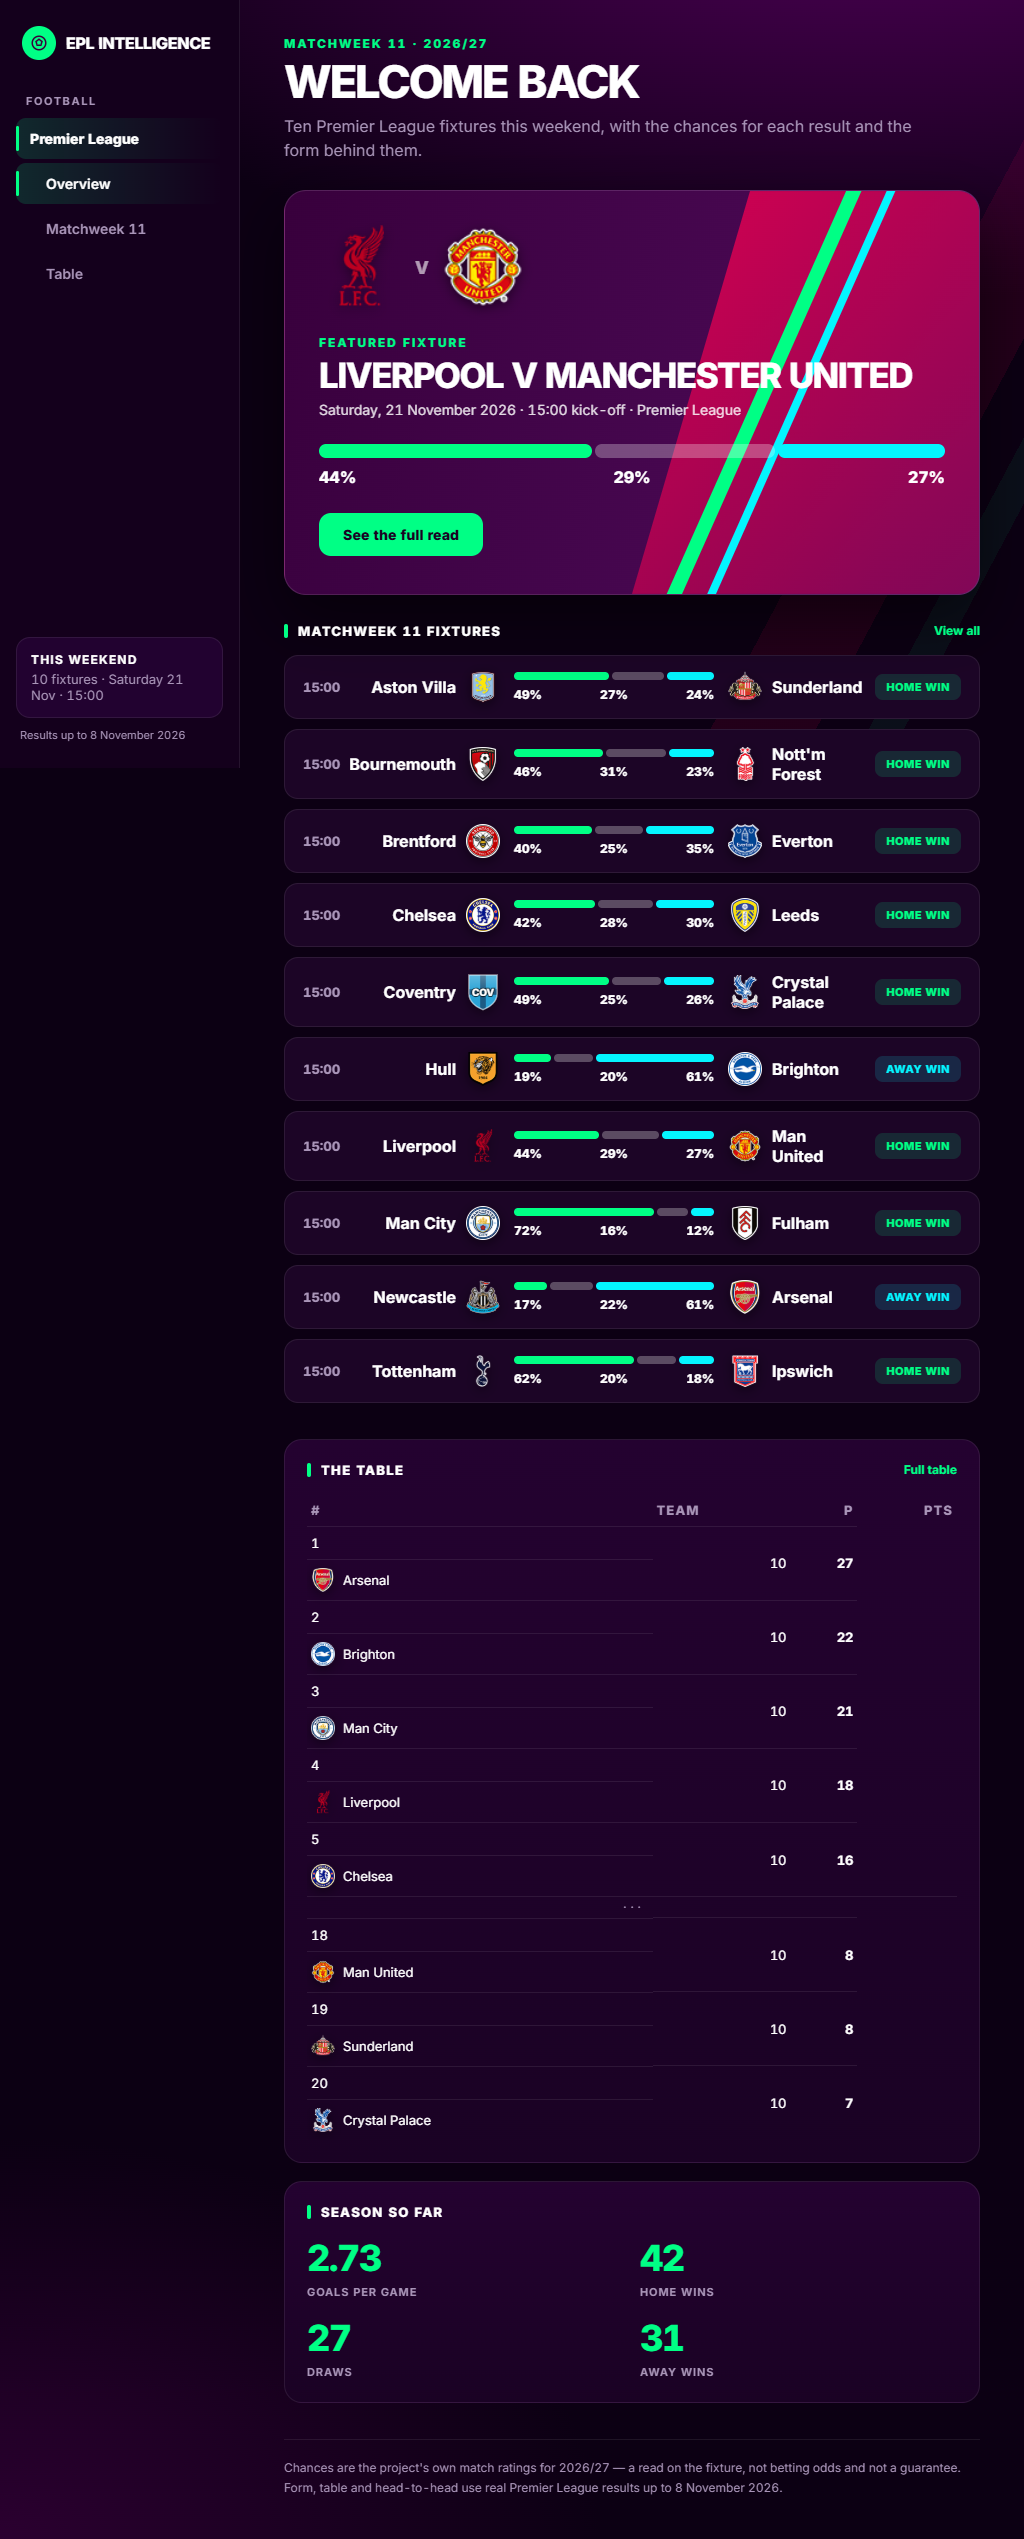 EPL INTELLIGENCE
FOOTBALL
Premier League
Overview
Matchweek 11
Table
THIS WEEKEND
10 fixtures · Saturday 21
Nov · 15:00
Results up to 8 November 2026
MATCHWEEK 11 · 2026/27
WELCOME BACK
Ten Premier League fixtures this weekend, with the chances for each result and the
form behind them.
L.F.C.
v
MANCHESTER
UNITED
FEATURED FIXTURE
LIVERPOOL V MANCHESTER UNITED
Saturday, 21 November 2026 · 15:00 kick-off · Premier League
44% 29% 27%
See the full read
MATCHWEEK 11 FIXTURES View all
15:00 Aston Villa 49% 27% 24% Sunderland HOME WIN
15:00 Bournemouth 46% 31% 23% Nott'm
Forest HOME WIN
15:00 Brentford 40% 25% 35% Everton HOME WIN
15:00 Chelsea 42% 28% 30% Leeds HOME WIN
15:00 Coventry COV 49% 25% 26% Crystal
Palace HOME WIN
15:00 Hull 19% 20% 61% Brighton AWAY WIN
15:00 Liverpool 44% 29% 27% Man
United HOME WIN
15:00 Man City 72% 16% 12% Fulham HOME WIN
15:00 Newcastle 17% 22% 61% Arsenal AWAY WIN
15:00 Tottenham 62% 20% 18% Ipswich HOME WIN
THE TABLE Full table
# TEAM P PTS
1
Arsenal 10 27
2
Brighton 10 22
3
Man City 10 21
4
Liverpool 10 18
5
Chelsea 10 16
...
18
Man United 10 8
19
Sunderland 10 8
20
Crystal Palace 10 7
SEASON SO FAR
2.73 42
GOALS PER GAME HOME WINS
27 31
DRAWS AWAY WINS
Chances are the project's own match ratings for 2026/27 — a read on the fixture, not betting odds and not a guarantee.
Form, table and head-to-head use real Premier League results up to 8 November 2026.